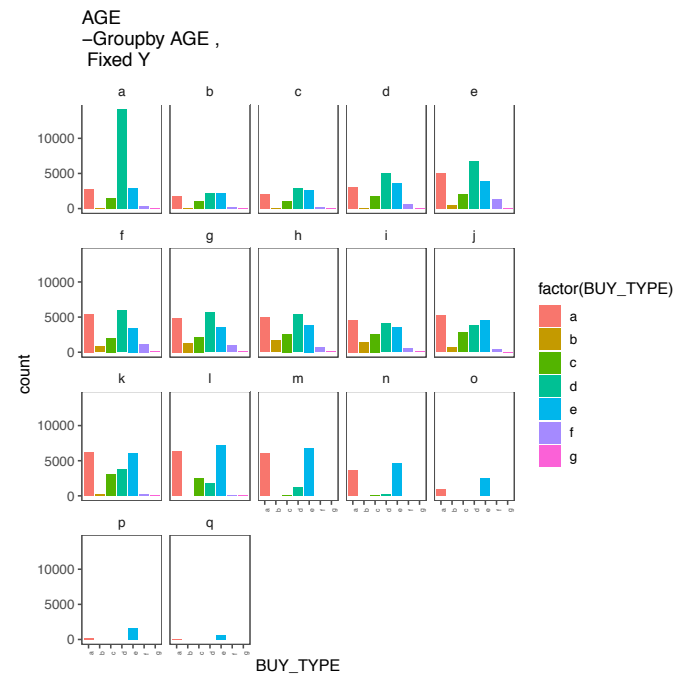 AGE
−Groupby AGE ,
Fixed Y
a b c d e
10000
5000
0
f g h i j
10000
5000
0
k l m n o
10000
5000
0
a b c d e f g a b c d e f g a b c d e f g
p q
10000
5000
0
a b c d e f g a b c d e f g
count
BUY_TYPE
factor(BUY_TYPE)
a
b
c
d
e
f
g